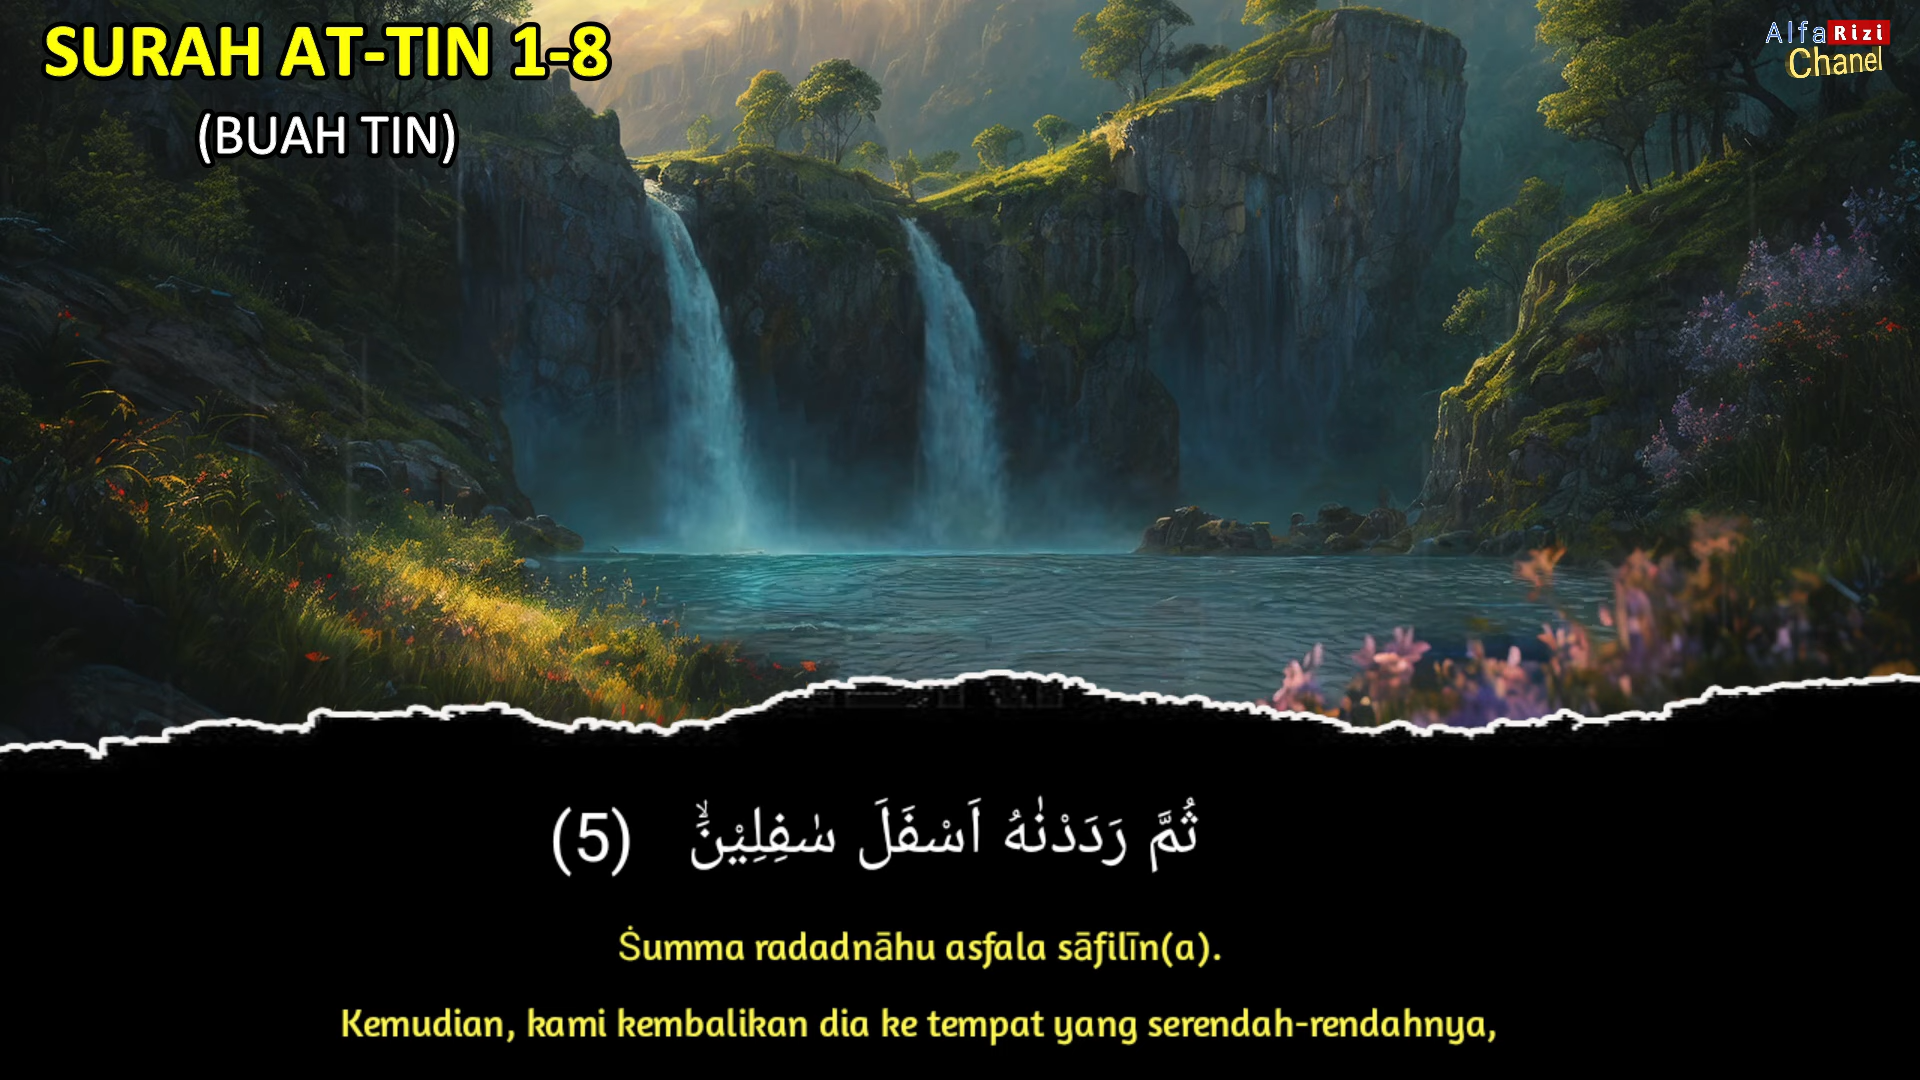 SURAH AT-TIN 1-8
(BUAH TIN)
Alfa Rizi
Chanel
ثُمَّ رَدَدْنٰهُ اَسْفَلَ سٰفِلِيْنَۙ (5)
Ṡumma radadnāhu asfala sāfilīn(a).
Kemudian, kami kembalikan dia ke tempat yang serendah-rendahnya,